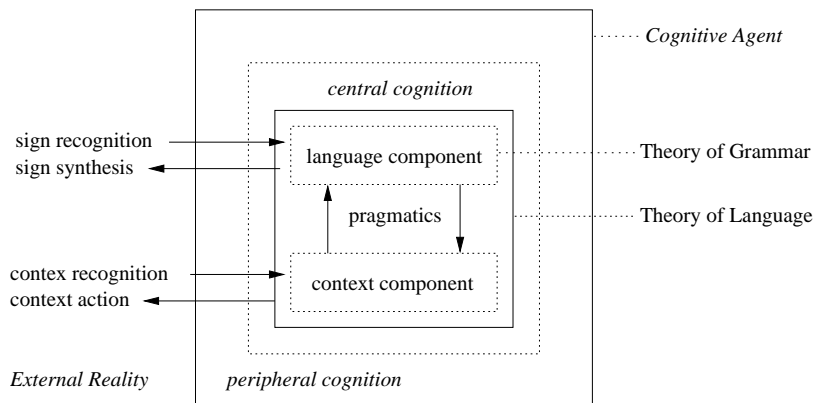 Cognitive Agent
central cognition
sign recognition
sign synthesis
language component
Theory of Grammar
pragmatics
Theory of Language
contex recognition
context action
context component
External Reality
peripheral cognition